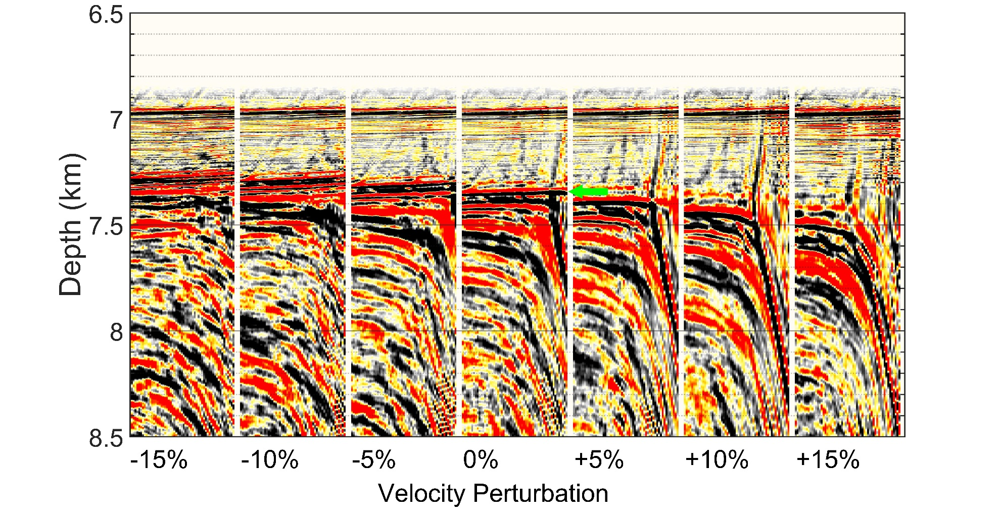 6.5
7
7.5
8
8.5
Depth (km)
-15% -10% -5% 0% +5% +10% +15%
Velocity Perturbation